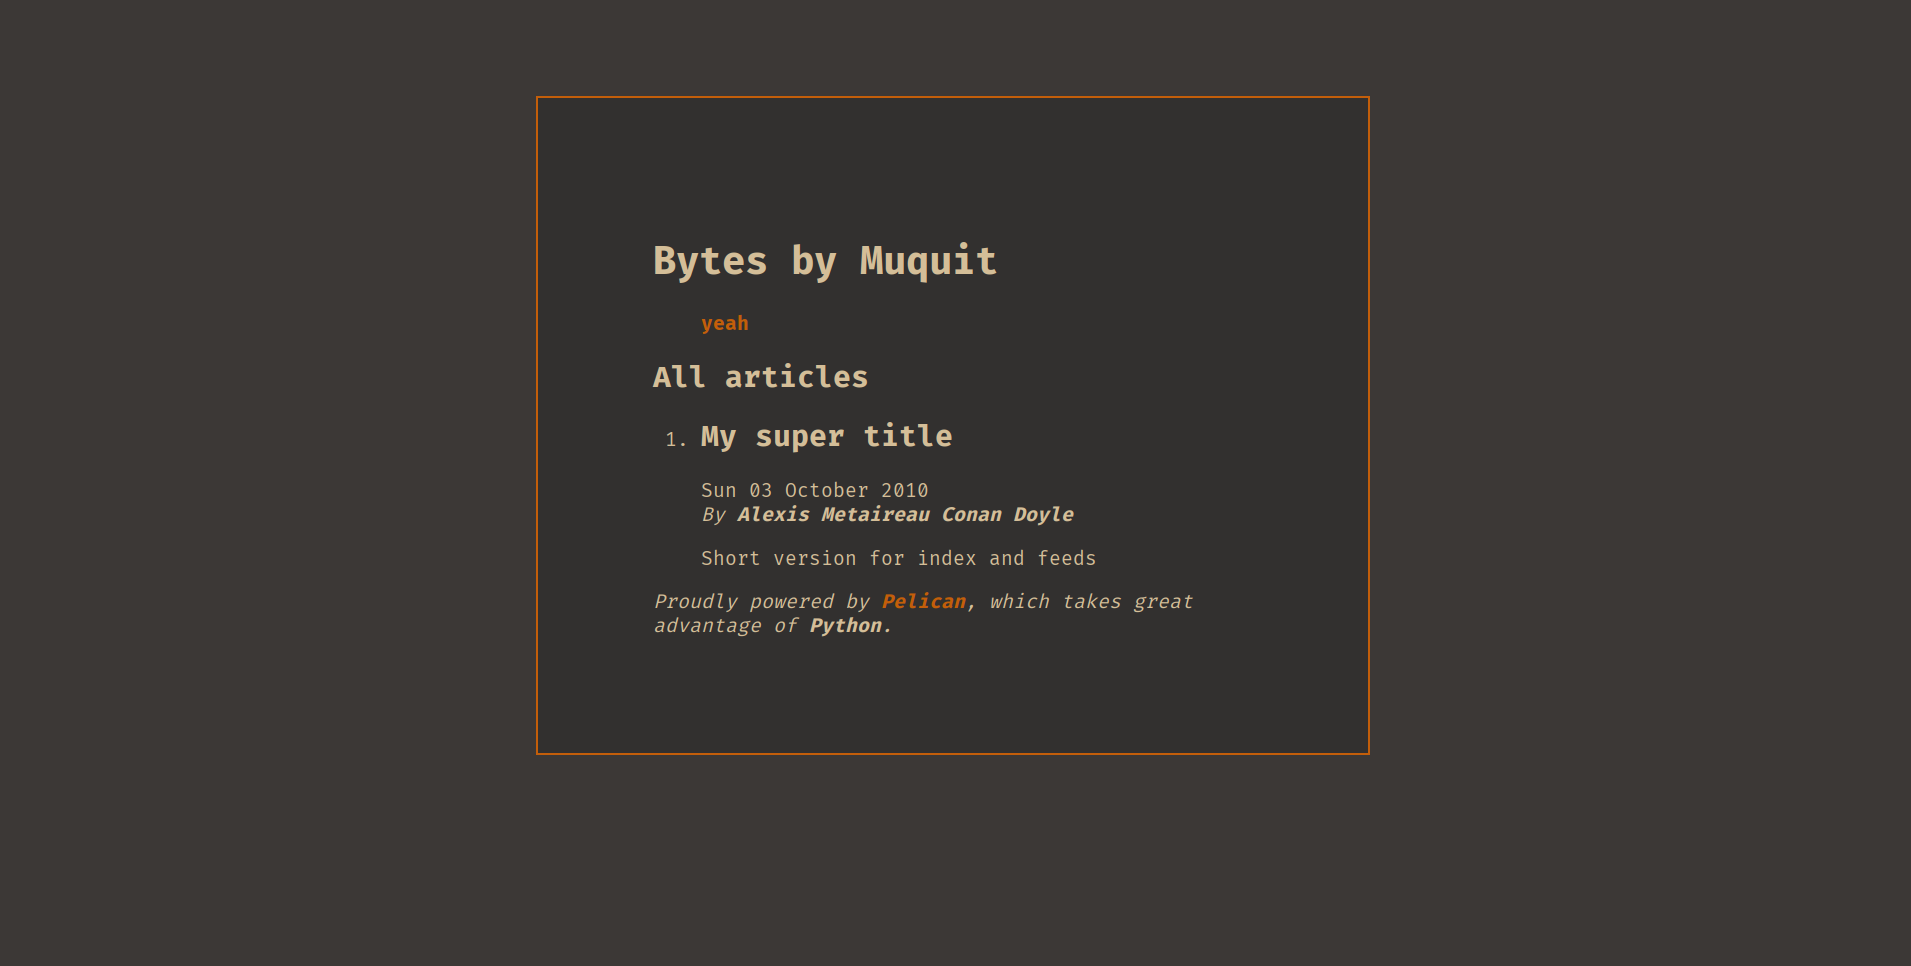 Bytes by Muquit
yeah
All articles
1. My super title
Sun 03 October 2010
By Alexis Metaireau Conan Doyle
Short version for index and feeds
Proudly powered by Pelican, which takes great
advantage of Python.